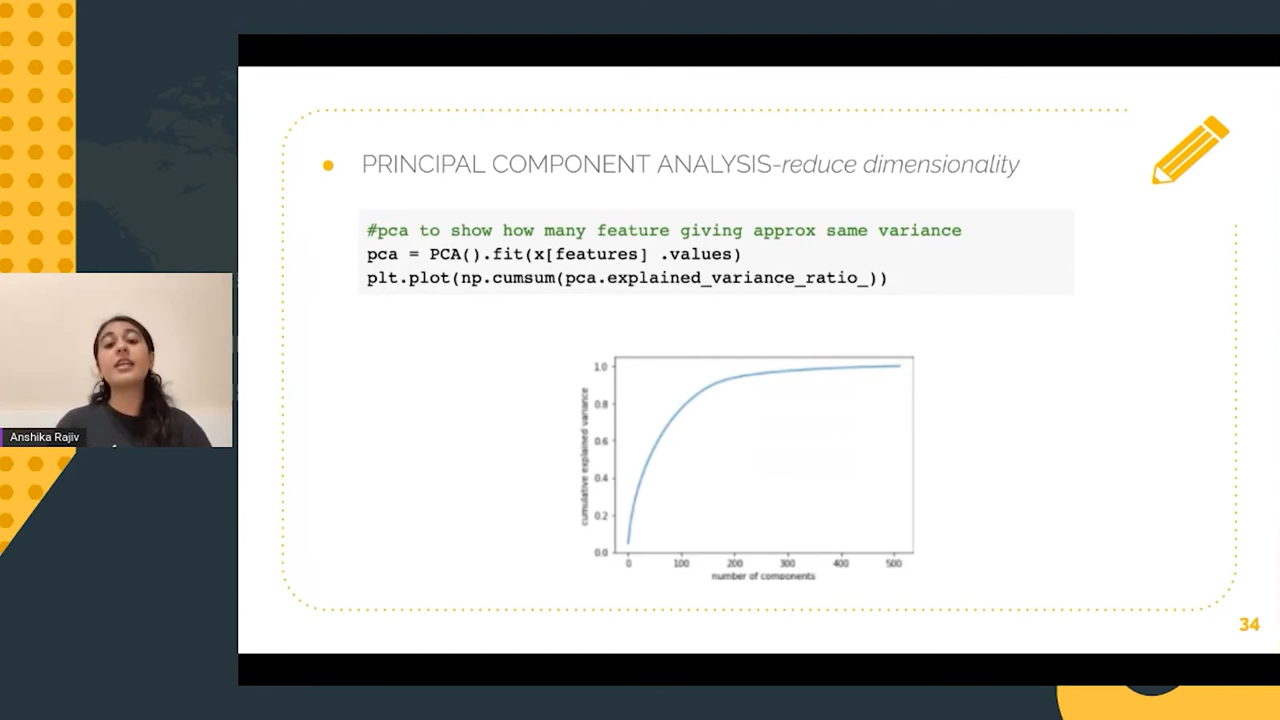 PRINCIPAL COMPONENT ANALYSIS-reduce dimensionality
#pca to show how many feature giving approx same variance
pca = PCA().fit(x[features] .values)
plt.plot(np.cumsum(pca.explained_variance_ratio_))
cumulative explained variance
1.0
0.8
0.6
0.4
0.2
0.0
0 100 200 300 400 500
number of components
Anshika Rajiv
34